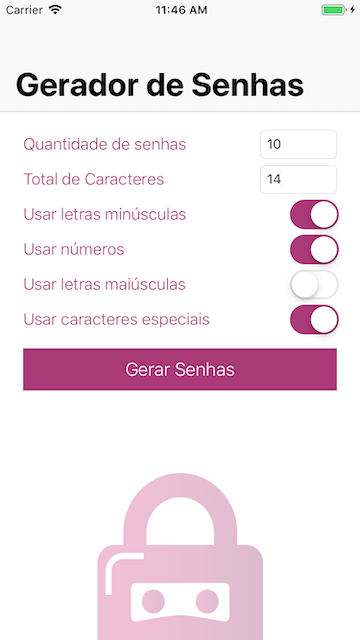 Carrier 11:46 AM
Gerador de Senhas
Quantidade de senhas 10
Total de Caracteres 14
Usar letras minúsculas
Usar números
Usar letras maiúsculas
Usar caracteres especiais
Gerar Senhas